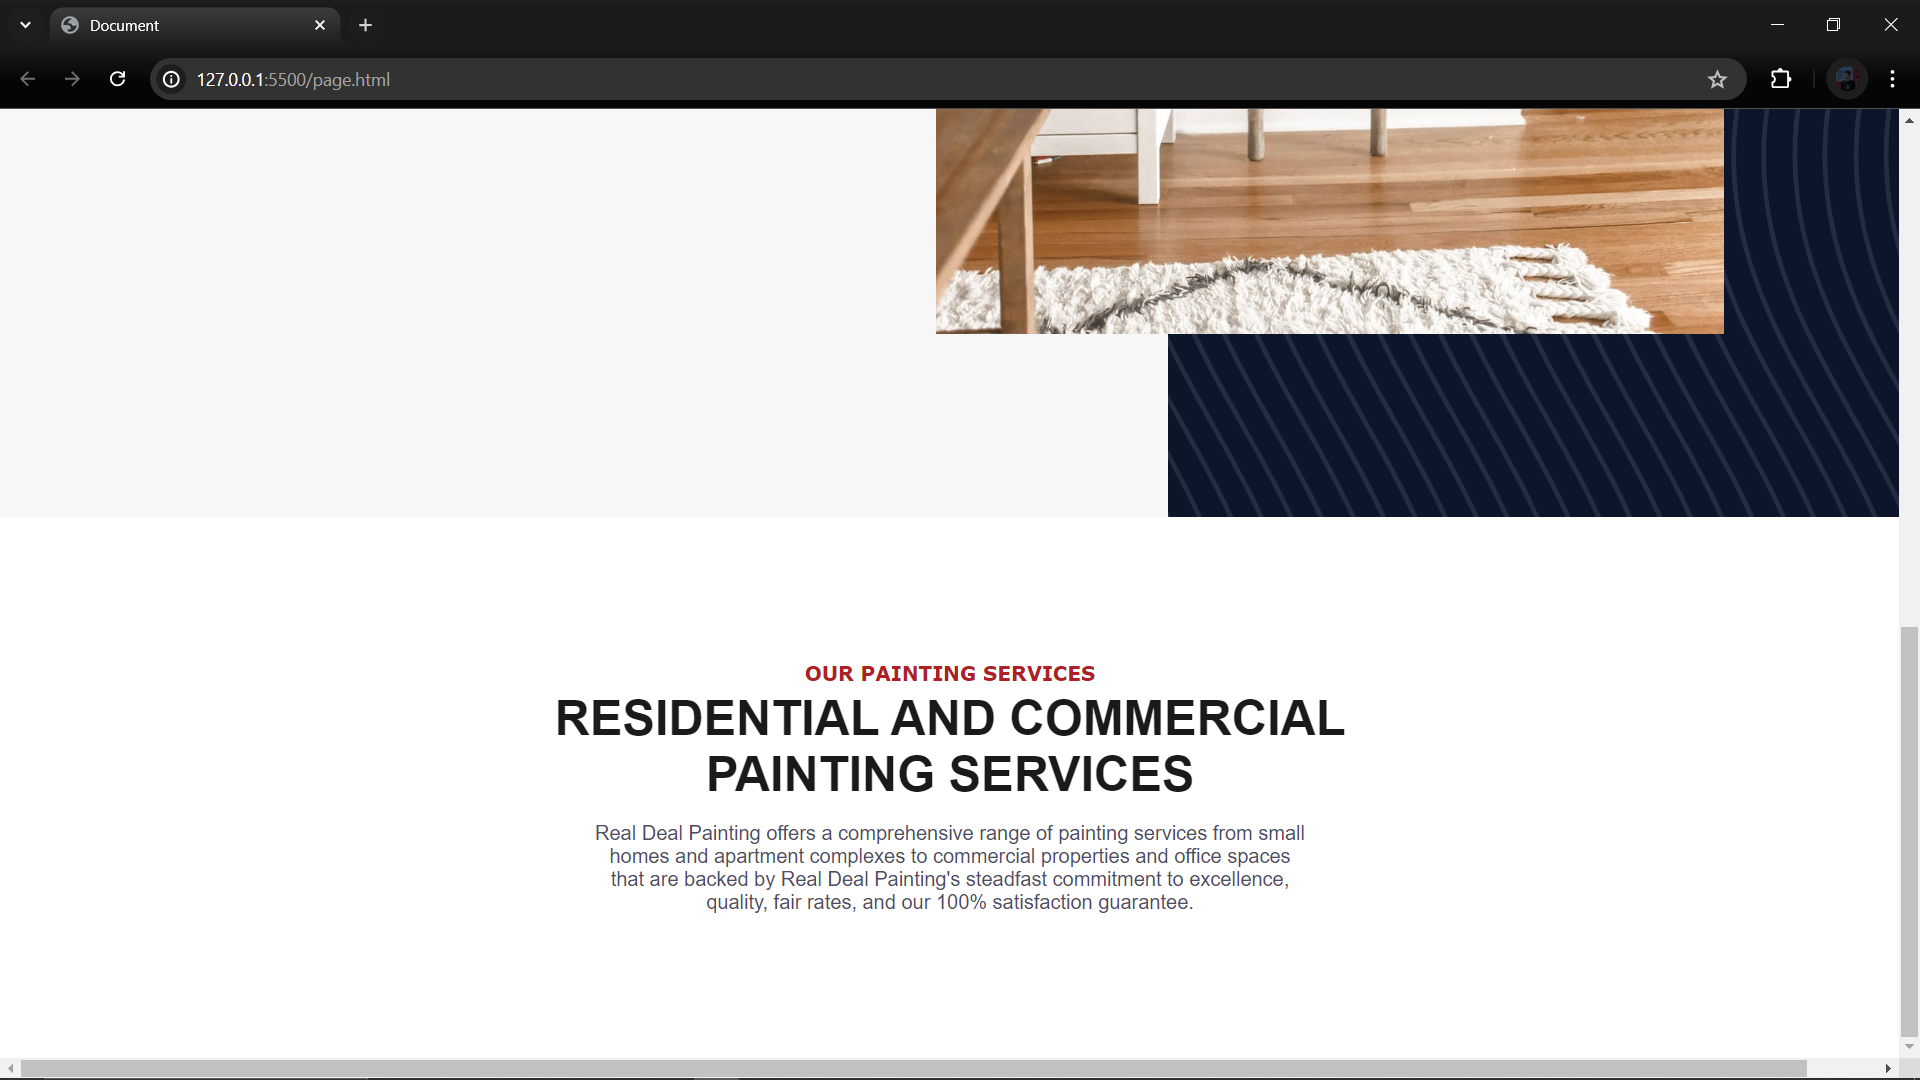 Document
127.0.0.1:5500/page.html
OUR PAINTING SERVICES
RESIDENTIAL AND COMMERCIAL
PAINTING SERVICES
Real Deal Painting offers a comprehensive range of painting services from small
homes and apartment complexes to commercial properties and office spaces
that are backed by Real Deal Painting's steadfast commitment to excellence,
quality, fair rates, and our 100% satisfaction guarantee.